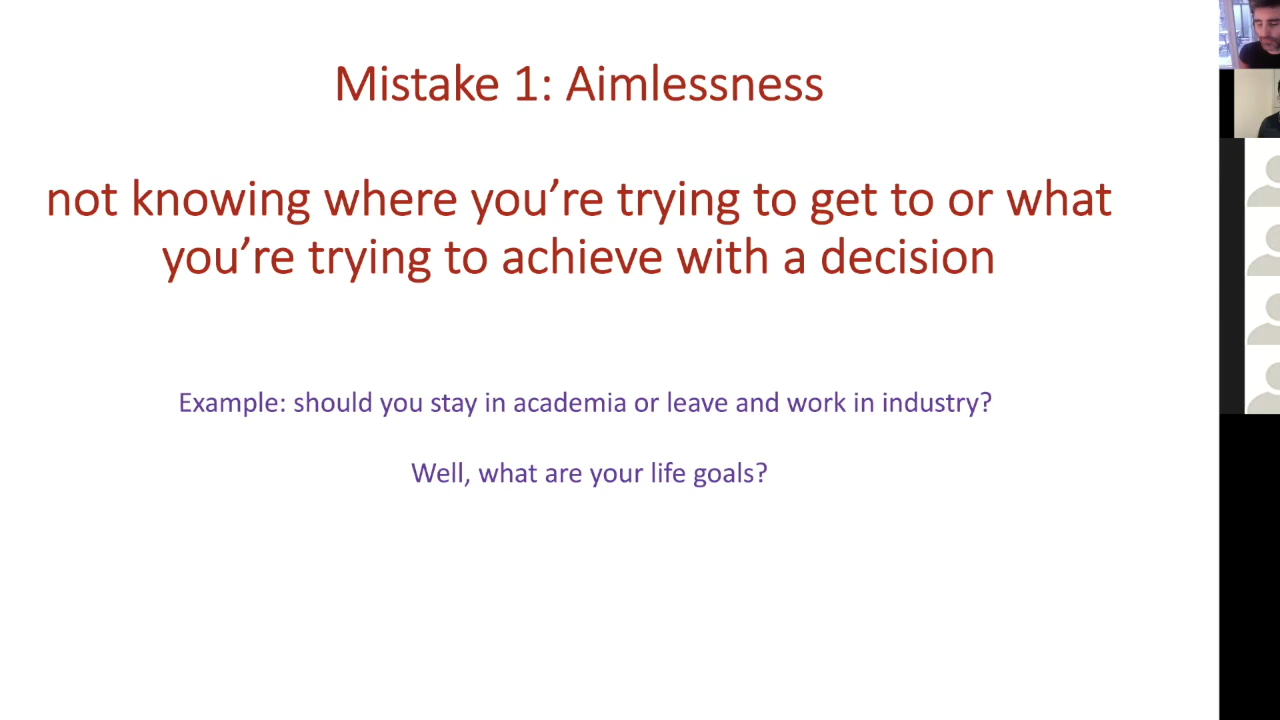 Mistake 1: Aimlessness
not knowing where you’re trying to get to or what
you’re trying to achieve with a decision
Example: should you stay in academia or leave and work in industry?
Well, what are your life goals?